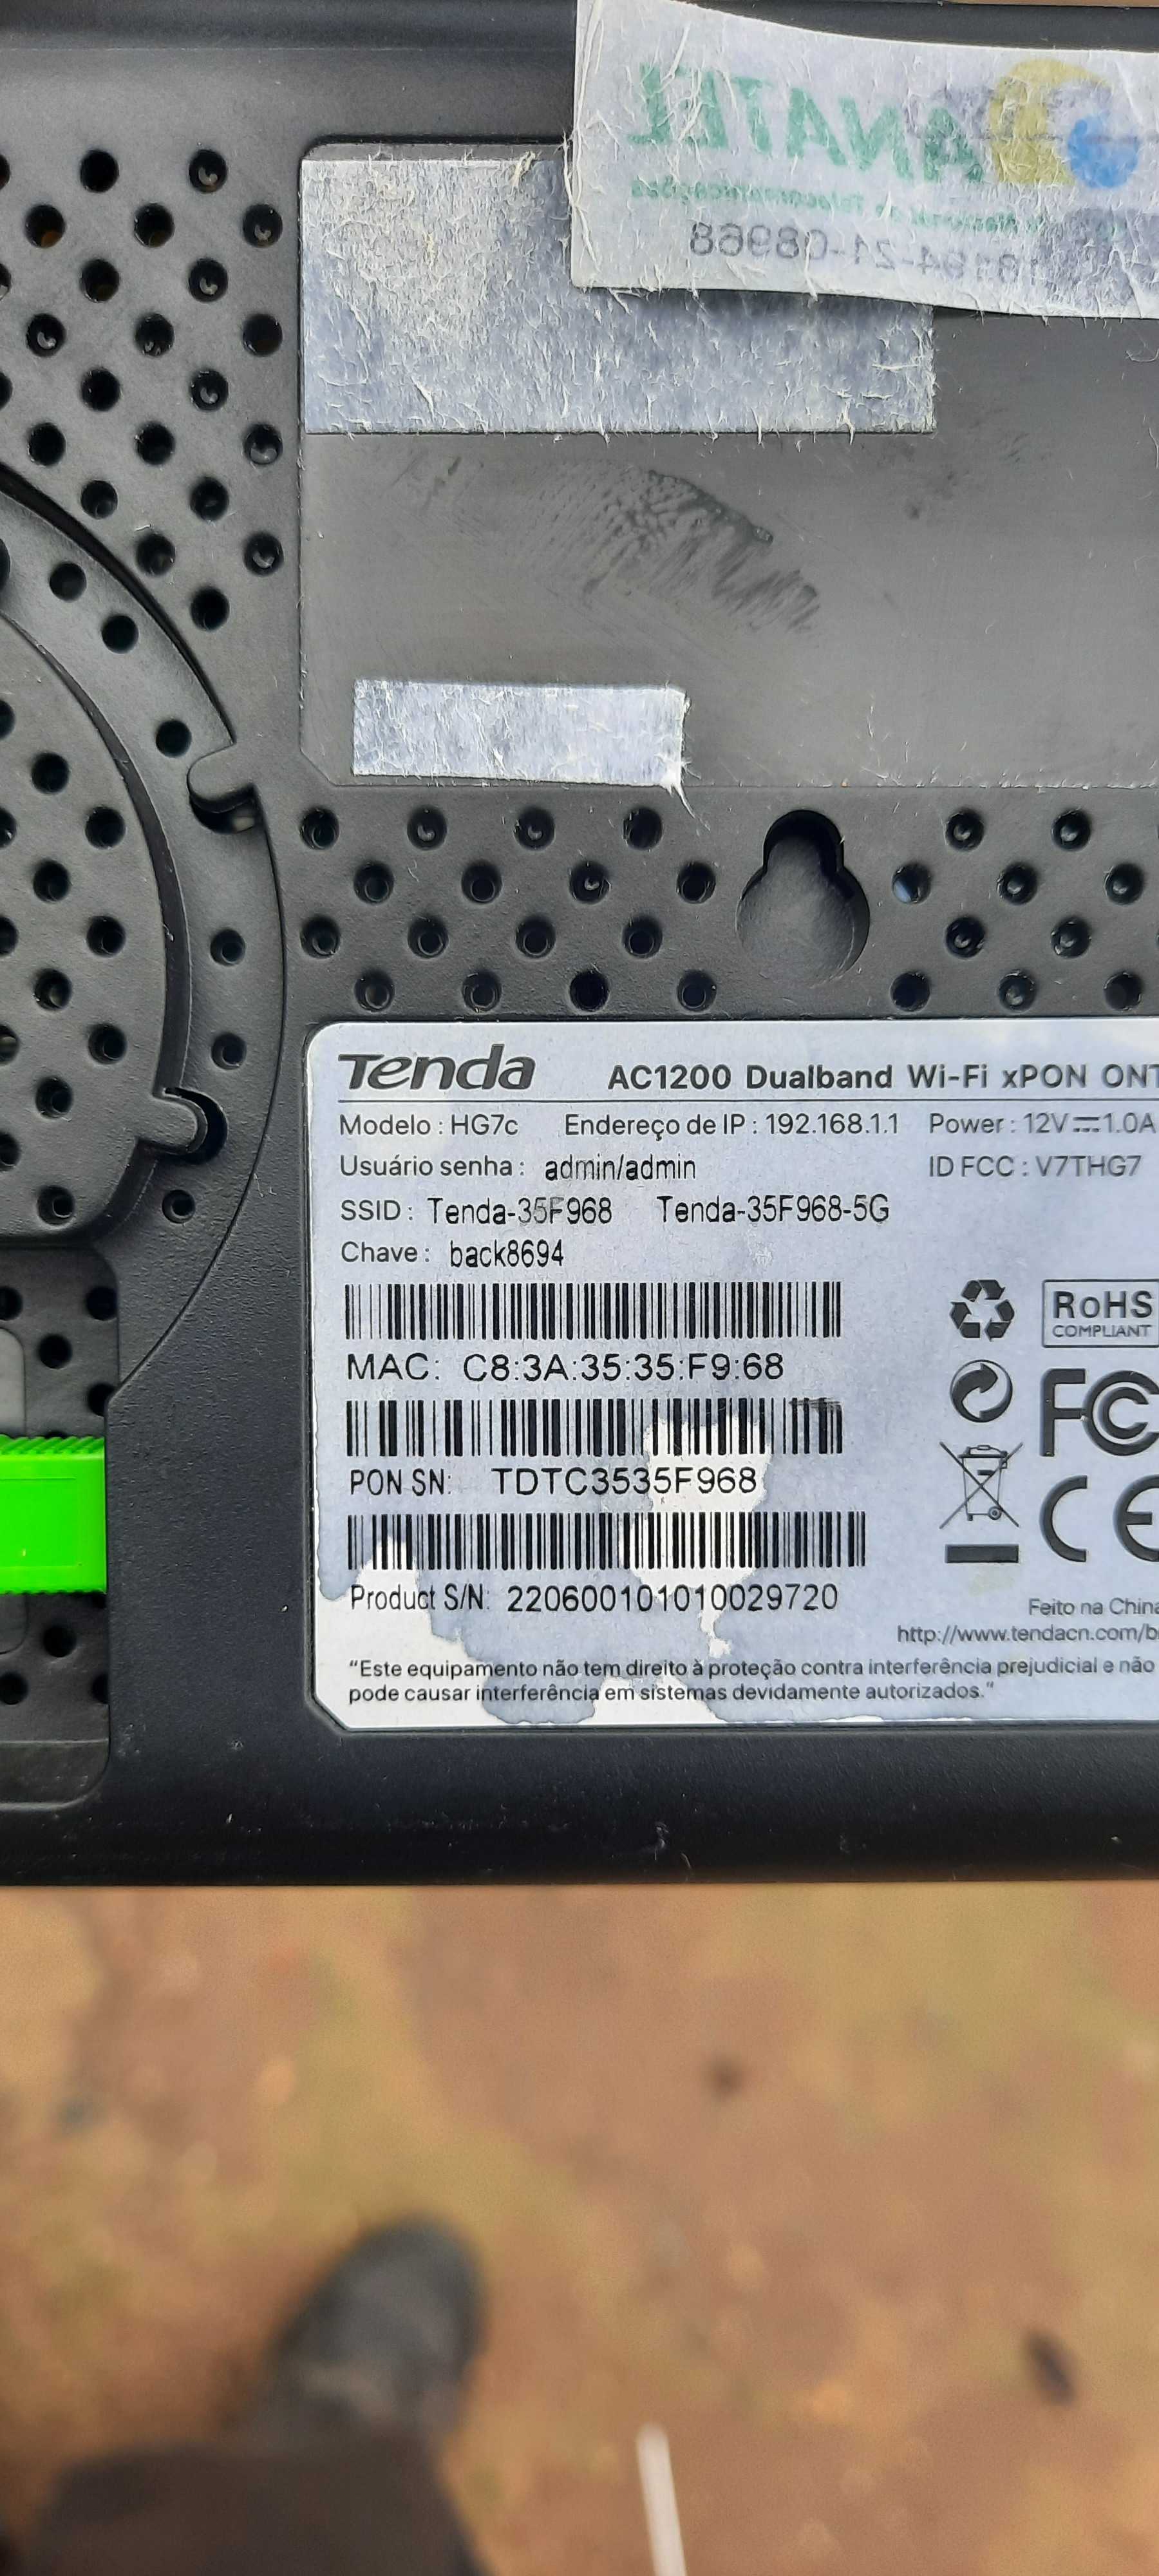 ANATEL
08968
Tenda AC1200 Dualband Wi-Fi xPON ONT
Modelo : HG7c Endereço de IP : 192.168.1.1 Power : 12V⎓1.0A
Usuário senha : admin/admin ID FCC : V7THG7
SSID : Tenda-35F968 Tenda-35F968-5G
Chave : back8694
RoHS
COMPLIANT
MAC: C8:3A:35:35:F9:68
FC
PON SN: TDTC3535F968
CE
Product S/N: 220600101010029720
Feito na China
http://www.tendacn.com/b
“Este equipamento não tem direito à proteção contra interferência prejudicial e não
pode causar interferência em sistemas devidamente autorizados.”